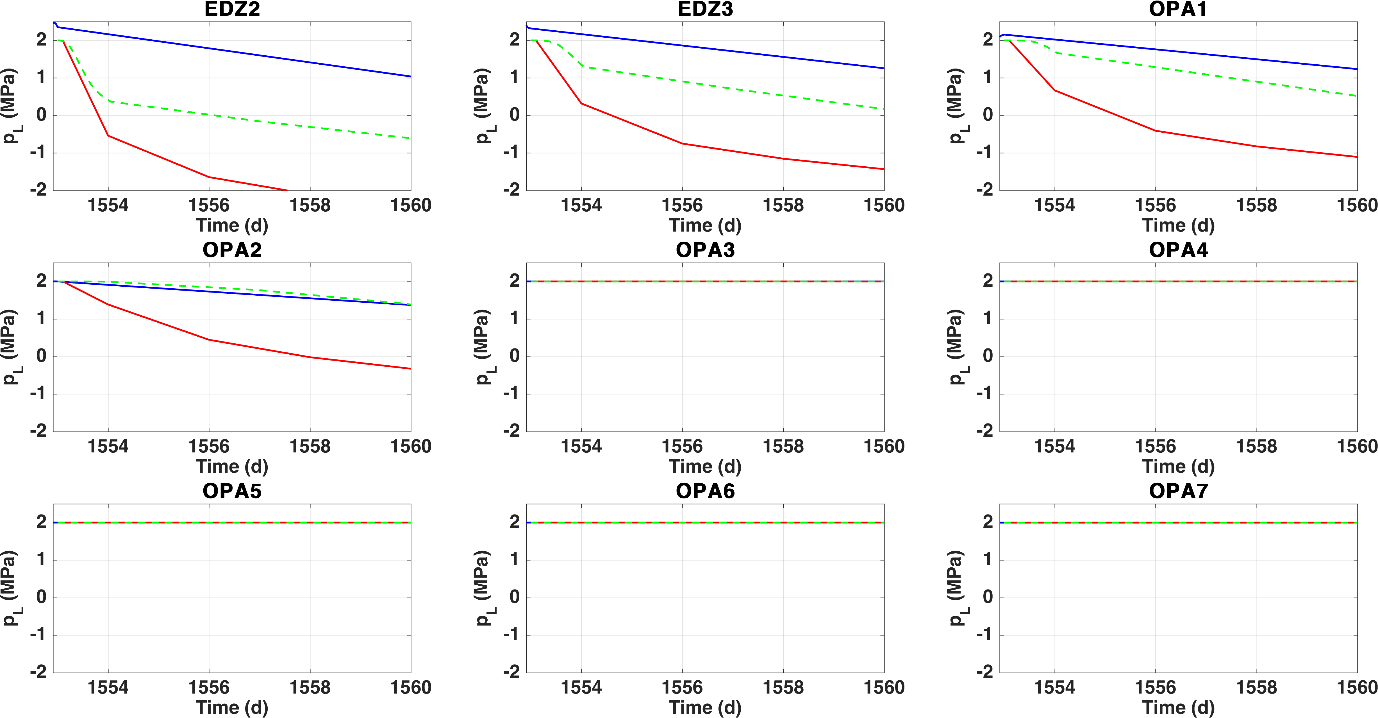 EDZ2 EDZ3 OPA1
p_L (MPa) 2 1 0 -1 -2 p_L (MPa) 2 1 0 -1 -2 p_L (MPa) 2 1 0 -1 -2
1554 1556 1558 1560 1554 1556 1558 1560 1554 1556 1558 1560
Time (d) Time (d) Time (d)
OPA2 OPA3 OPA4
p_L (MPa) 2 1 0 -1 -2 p_L (MPa) 2 1 0 -1 -2 p_L (MPa) 2 1 0 -1 -2
1554 1556 1558 1560 1554 1556 1558 1560 1554 1556 1558 1560
Time (d) Time (d) Time (d)
OPA5 OPA6 OPA7
p_L (MPa) 2 1 0 -1 -2 p_L (MPa) 2 1 0 -1 -2 p_L (MPa) 2 1 0 -1 -2
1554 1556 1558 1560 1554 1556 1558 1560 1554 1556 1558 1560
Time (d) Time (d) Time (d)